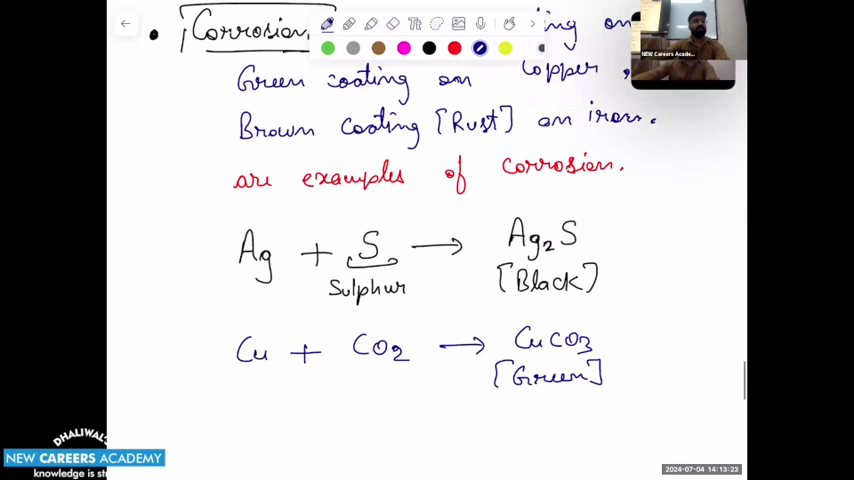 • Corrosion,
ing on
Green coating on Copper,
Brown coating [Rust] on iron.
are examples of corrosion.
Ag + S → Ag₂S
Sulphur [Black]
Cu + CO₂ → CuCO₃
[Green]
Tt
NEW Careers Acade...
DHALIWAL'S
NEW CAREERS ACADEMY
knowledge is st
2024-07-04 14:13:23